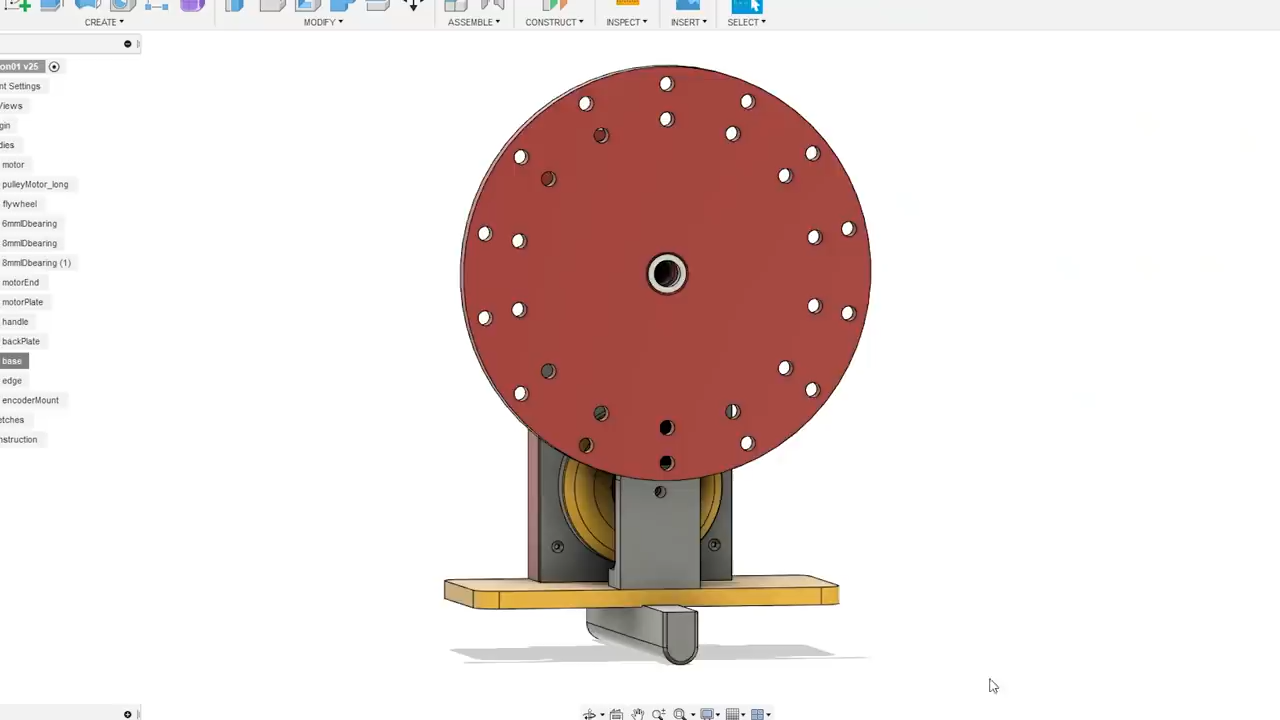 CREATE
MODIFY
ASSEMBLE
CONSTRUCT
INSPECT
INSERT
SELECT
on01 v25
nt Settings
Views
gin
dies
motor
pulleyMotor_long
flywheel
6mmIDbearing
8mmIDbearing
8mmIDbearing (1)
motorEnd
motorPlate
handle
backPlate
base
edge
encoderMount
etches
nstruction